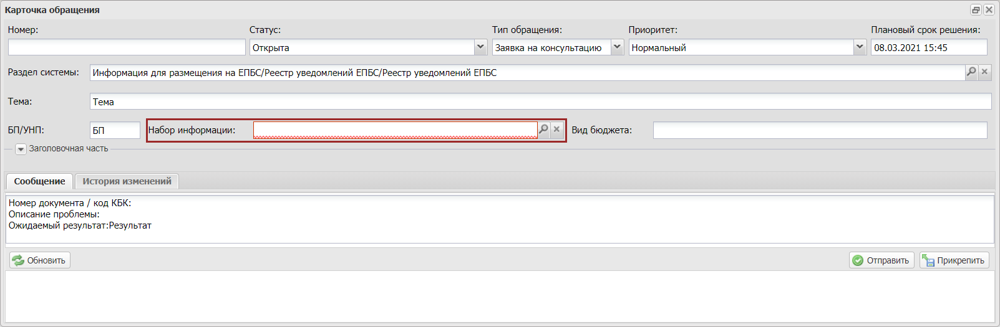 Карточка обращения
Номер: Статус: Тип обращения: Приоритет: Плановый срок решения:
Открыта Заявка на консультацию Нормальный 08.03.2021 15:45
Раздел системы: Информация для размещения на ЕПБС/Реестр уведомлений ЕПБС/Реестр уведомлений ЕПБС
Тема: Тема
БП/УНП: БП Набор информации: Вид бюджета:
Заголовочная часть
Сообщение История изменений
Номер документа / код КБК:
Описание проблемы:
Ожидаемый результат:Результат
Обновить Отправить Прикрепить